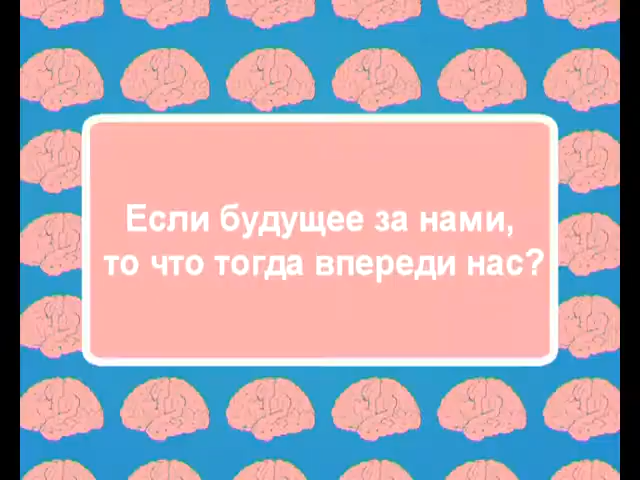 Если будущее за нами,
то что тогда впереди нас?